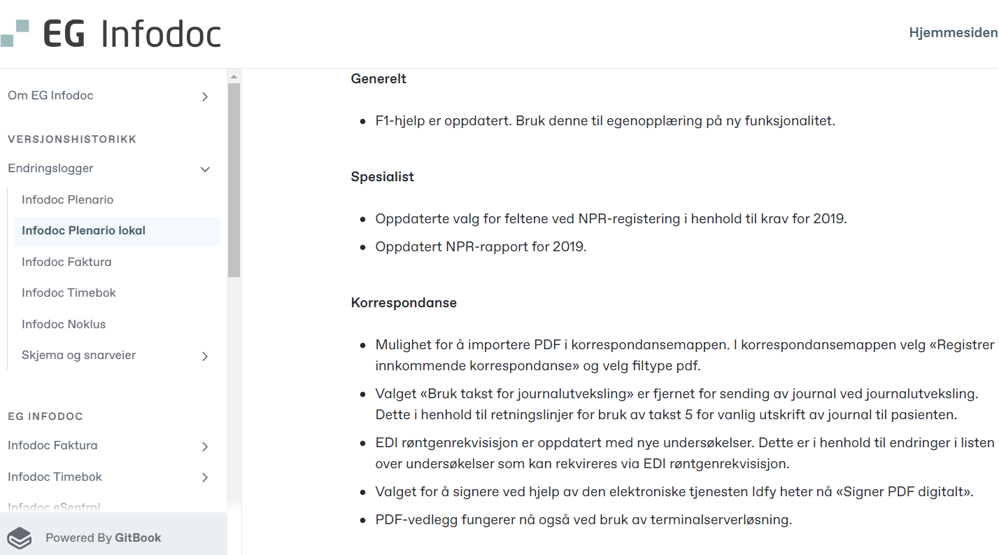 EG Infodoc
Hjemmesiden
Om EG Infodoc
VERSJONSHISTORIKK
Endringslogger
Infodoc Plenario
Infodoc Plenario lokal
Infodoc Faktura
Infodoc Timebok
Infodoc Noklus
Skjema og snarveier
EG INFODOC
Infodoc Faktura
Infodoc Timebok
Infodoc eSentral
Powered By GitBook
Generelt
F1-hjelp er oppdatert. Bruk denne til egenopplæring på ny funksjonalitet.
Spesialist
Oppdaterte valg for feltene ved NPR-registering i henhold til krav for 2019.
Oppdatert NPR-rapport for 2019.
Korrespondanse
Mulighet for å importere PDF i korrespondansemappen. I korrespondansemappen velg «Registrer
innkommende korrespondanse» og velg filtype pdf.
Valget «Bruk takst for journalutveksling» er fjernet for sending av journal ved journalutveksling.
Dette i henhold til retningslinjer for bruk av takst 5 for vanlig utskrift av journal til pasienten.
EDI røntgenrekvisisjon er oppdatert med nye undersøkelser. Dette er i henhold til endringer i listen
over undersøkelser som kan rekvireres via EDI røntgenrekvisisjon.
Valget for å signere ved hjelp av den elektroniske tjenesten Idfy heter nå «Signer PDF digitalt».
PDF-vedlegg fungerer nå også ved bruk av terminalserverløsning.